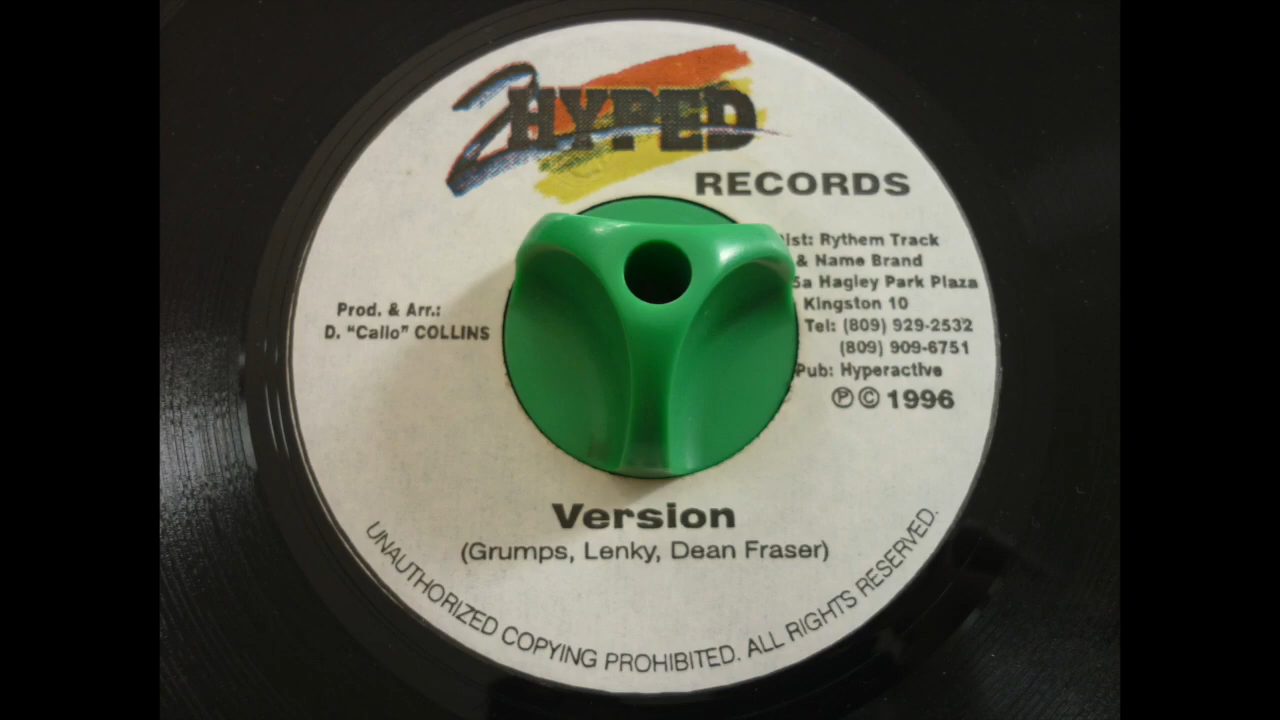 2 HYPED
RECORDS
ist: Rythem Track
& Name Brand
5a Hagley Park Plaza
Kingston 10
Tel: (809) 929-2532
(809) 909-6751
Pub: Hyperactive
℗ © 1996
Prod. & Arr.:
D. "Callo" COLLINS
Version
(Grumps, Lenky, Dean Fraser)
UNAUTHORIZED COPYING PROHIBITED. ALL RIGHTS RESERVED.